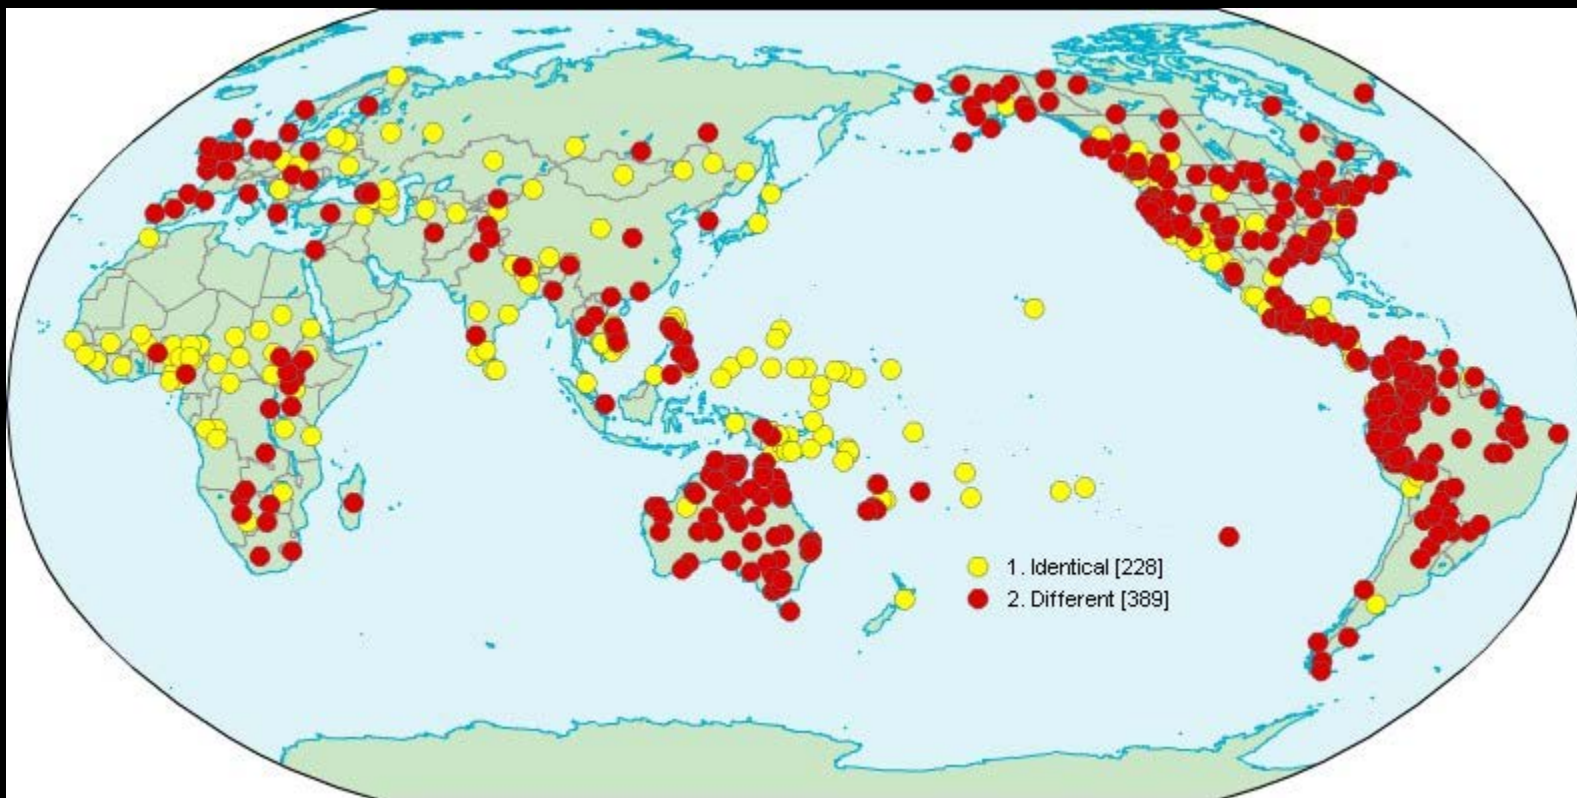 1. Identical [228]
2. Different [389]